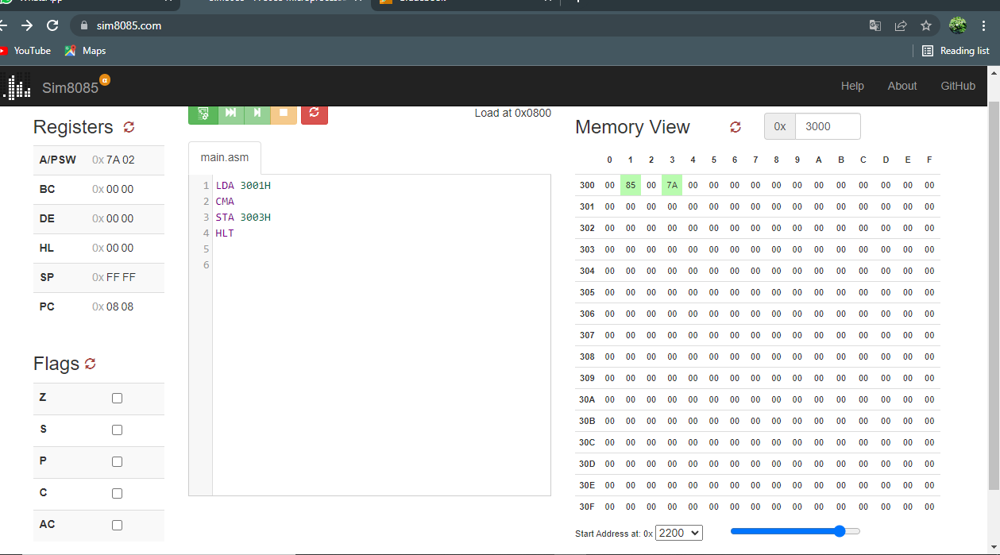 WhatsApp
sim8085.com
YouTube Maps Reading list
Sim8085 α Help About GitHub
Load at 0x0800
Registers
A/PSW 0x 7A 02
BC 0x 00 00
DE 0x 00 00
HL 0x 00 00
SP 0x FF FF
PC 0x 08 08
Flags
Z
S
P
C
AC
main.asm
1 LDA 3001H
2 CMA
3 STA 3003H
4 HLT
5
6
Memory View 0x 3000
0 1 2 3 4 5 6 7 8 9 A B C D E F
300 00 85 00 7A 00 00 00 00 00 00 00 00 00 00 00 00
301 00 00 00 00 00 00 00 00 00 00 00 00 00 00 00 00
302 00 00 00 00 00 00 00 00 00 00 00 00 00 00 00 00
303 00 00 00 00 00 00 00 00 00 00 00 00 00 00 00 00
304 00 00 00 00 00 00 00 00 00 00 00 00 00 00 00 00
305 00 00 00 00 00 00 00 00 00 00 00 00 00 00 00 00
306 00 00 00 00 00 00 00 00 00 00 00 00 00 00 00 00
307 00 00 00 00 00 00 00 00 00 00 00 00 00 00 00 00
308 00 00 00 00 00 00 00 00 00 00 00 00 00 00 00 00
309 00 00 00 00 00 00 00 00 00 00 00 00 00 00 00 00
30A 00 00 00 00 00 00 00 00 00 00 00 00 00 00 00 00
30B 00 00 00 00 00 00 00 00 00 00 00 00 00 00 00 00
30C 00 00 00 00 00 00 00 00 00 00 00 00 00 00 00 00
30D 00 00 00 00 00 00 00 00 00 00 00 00 00 00 00 00
30E 00 00 00 00 00 00 00 00 00 00 00 00 00 00 00 00
30F 00 00 00 00 00 00 00 00 00 00 00 00 00 00 00 00
Start Address at: 0x 2200